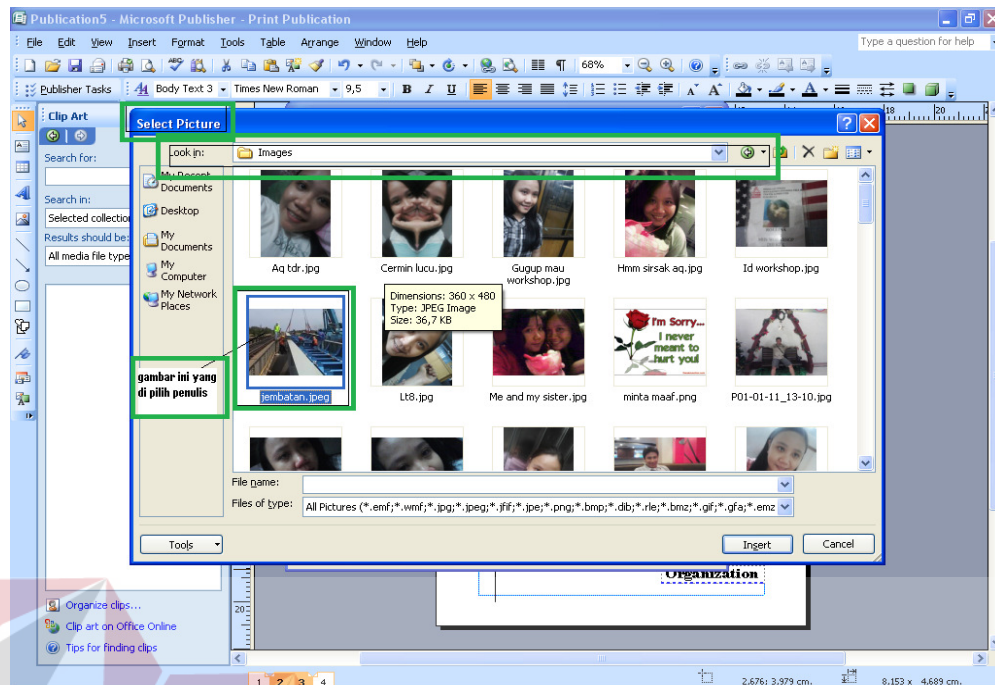 Publication5 - Microsoft Publisher - Print Publication
File Edit View Insert Format Tools Table Arrange Window Help
Type a question for help
68%
Publisher Tasks
Body Text 3
Times New Roman
9,5
B I U
18
20
Clip Art
Search for:
Search in:
Selected collection
Results should be:
All media file type
Organize clips...
Clip art on Office Online
Tips for finding clips
Select Picture
Look in:
Images
My Recent
Documents
Desktop
My
Documents
My
Computer
My Network
Places
Aq tdr.jpg
Cermin lucu.jpg
Gugup mau
workshop.jpg
Hmm sirsak aq.jpg
Id workshop.jpg
Dimensions: 360 x 480
Type: JPEG Image
Size: 36,7 KB
I'm Sorry...
I never
meant to
hurt you!
gambar ini yang
di pilih penulis
jembatan.jpeg
Lt8.jpg
Me and my sister.jpg
minta maaf.png
P01-01-11_13-10.jpg
File name:
Files of type:
All Pictures (*.emf;*.wmf;*.jpg;*.jpeg;*.jfif;*.jpe;*.png;*.bmp;*.dib;*.rle;*.bmz;*.gif;*.gfa;*.emz
Tools
Insert
Cancel
Organization
20
1 2 3 4
2,676; 3,979 cm.
8,153 x 4,689 cm.